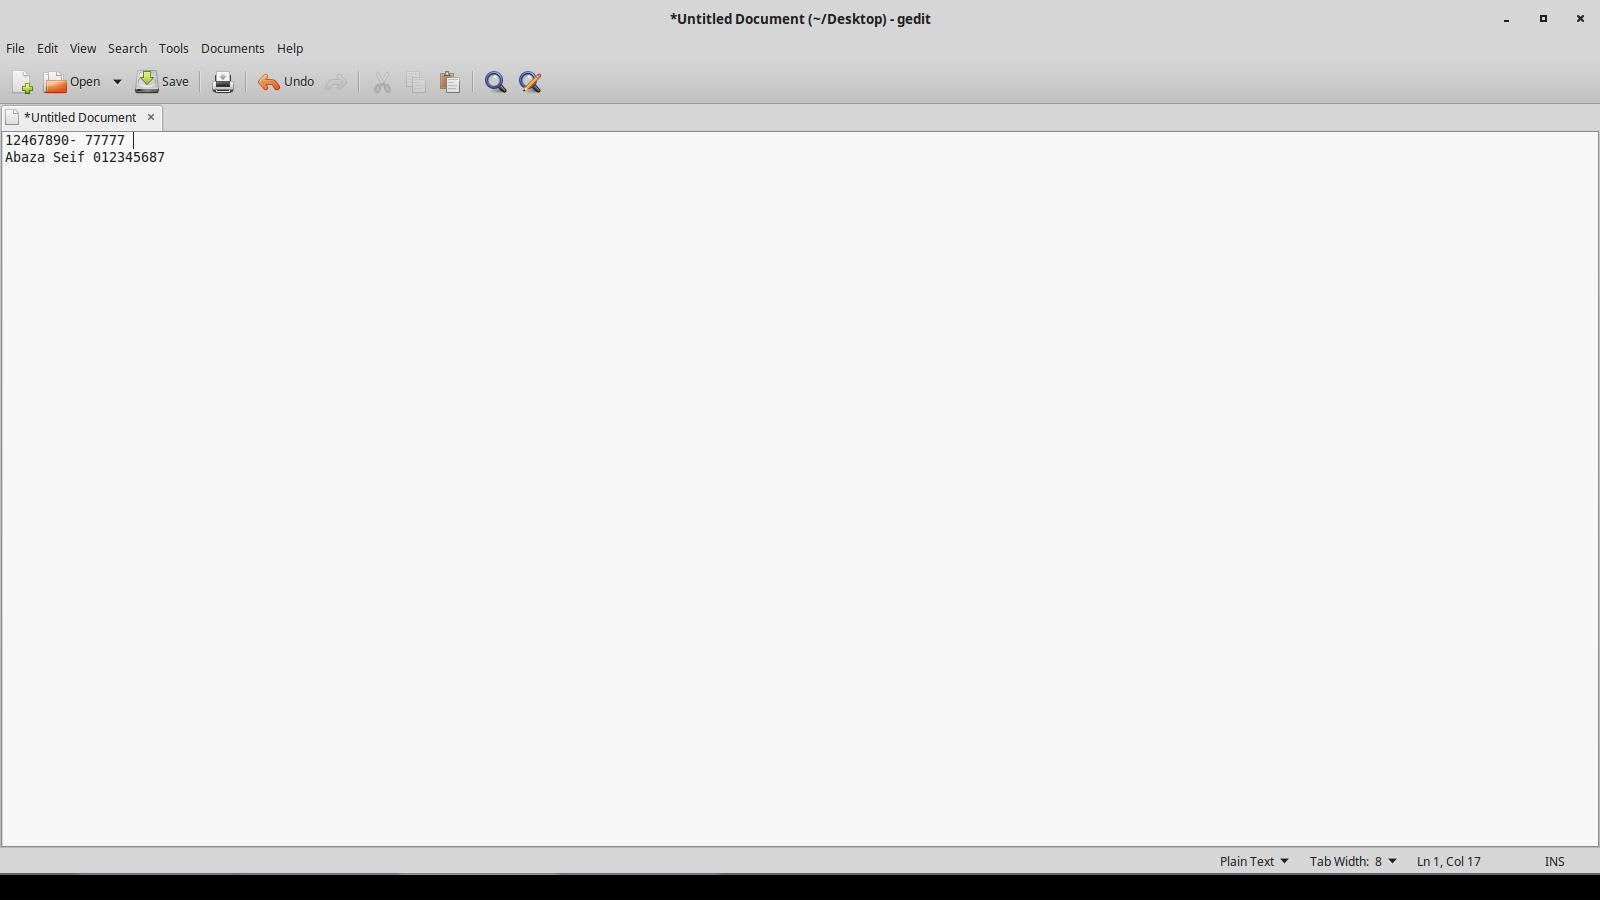 *Untitled Document (~/Desktop) - gedit
File Edit View Search Tools Documents Help
Open Save Undo
*Untitled Document
12467890- 77777
Abaza Seif 012345687
Plain Text Tab Width: 8 Ln 1, Col 17 INS